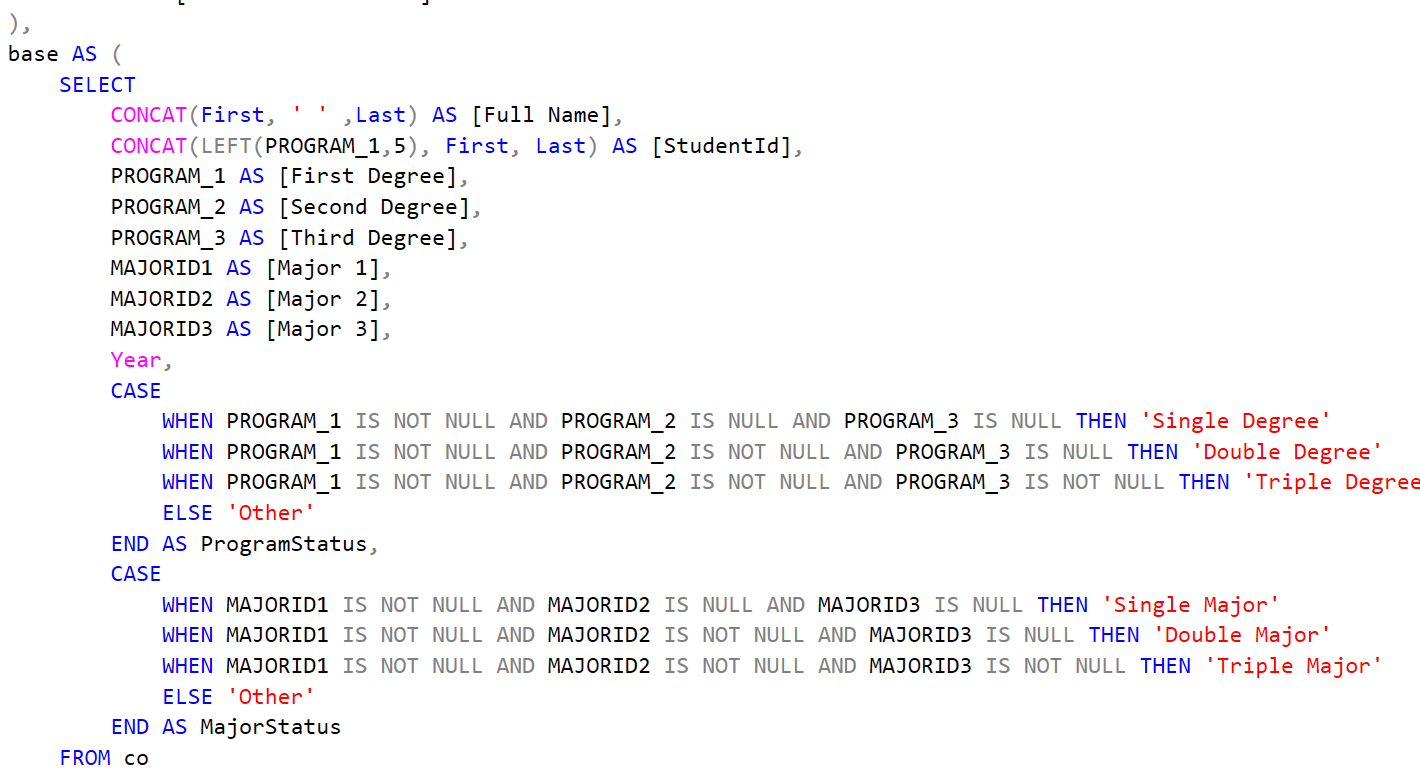 ),
base AS (
    SELECT
        CONCAT(First, ' ' ,Last) AS [Full Name],
        CONCAT(LEFT(PROGRAM_1,5), First, Last) AS [StudentId],
        PROGRAM_1 AS [First Degree],
        PROGRAM_2 AS [Second Degree],
        PROGRAM_3 AS [Third Degree],
        MAJORID1 AS [Major 1],
        MAJORID2 AS [Major 2],
        MAJORID3 AS [Major 3],
        Year,
        CASE
            WHEN PROGRAM_1 IS NOT NULL AND PROGRAM_2 IS NULL AND PROGRAM_3 IS NULL THEN 'Single Degree'
            WHEN PROGRAM_1 IS NOT NULL AND PROGRAM_2 IS NOT NULL AND PROGRAM_3 IS NULL THEN 'Double Degree'
            WHEN PROGRAM_1 IS NOT NULL AND PROGRAM_2 IS NOT NULL AND PROGRAM_3 IS NOT NULL THEN 'Triple Degree
            ELSE 'Other'
        END AS ProgramStatus,
        CASE
            WHEN MAJORID1 IS NOT NULL AND MAJORID2 IS NULL AND MAJORID3 IS NULL THEN 'Single Major'
            WHEN MAJORID1 IS NOT NULL AND MAJORID2 IS NOT NULL AND MAJORID3 IS NULL THEN 'Double Major'
            WHEN MAJORID1 IS NOT NULL AND MAJORID2 IS NOT NULL AND MAJORID3 IS NOT NULL THEN 'Triple Major'
            ELSE 'Other'
        END AS MajorStatus
    FROM co